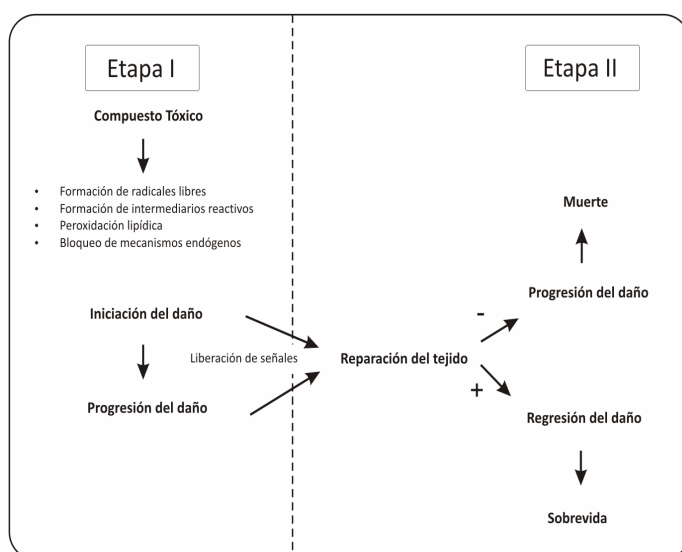 Etapa I
Compuesto Tóxico
• Formación de radicales libres
• Formación de intermediarios reactivos
• Peroxidación lipídica
• Bloqueo de mecanismos endógenos
Iniciación del daño
Liberación de señales
Progresión del daño
Etapa II
Reparación del tejido
-
+
Muerte
Progresión del daño
Regresión del daño
Sobrevida